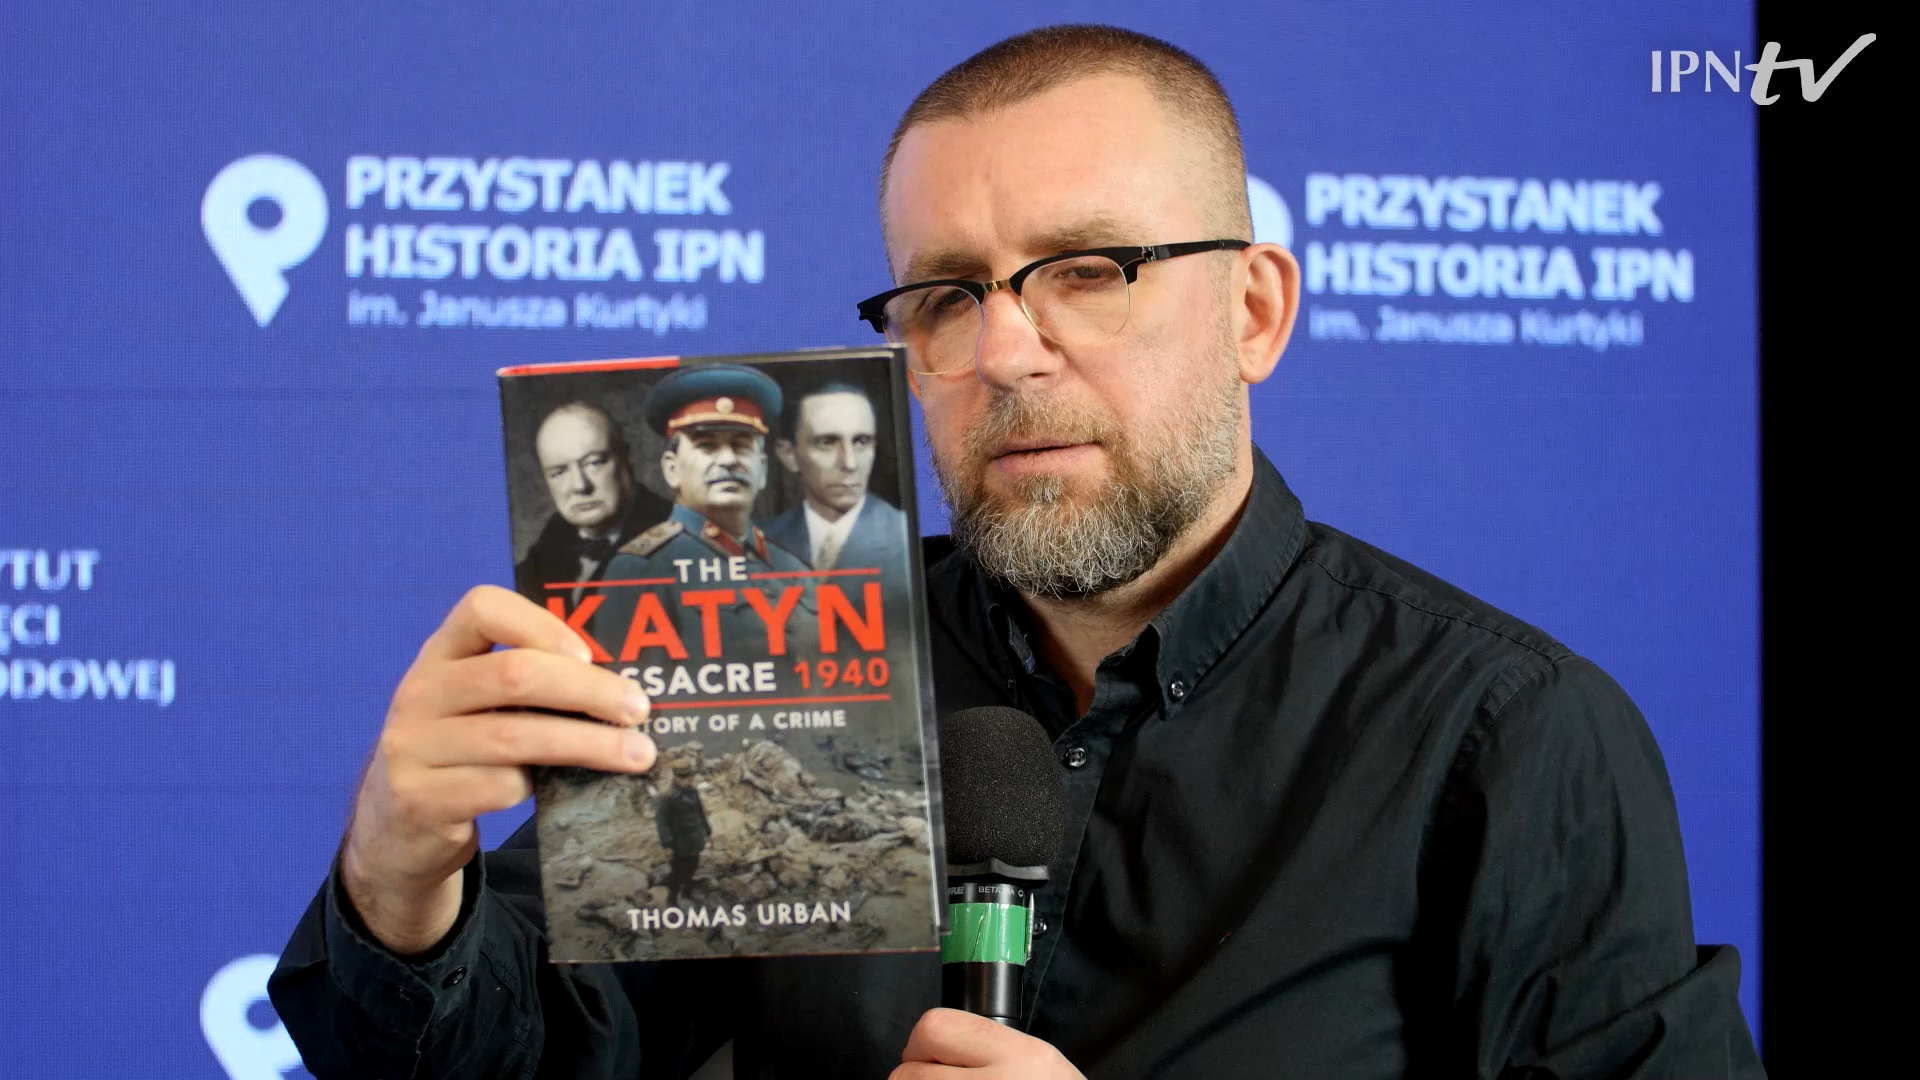 IPNtv
PRZYSTANEK
HISTORIA IPN
im. Janusza Kurtyki
PRZYSTANEK
HISTORIA IPN
im. Janusza Kurtyki
YTUT
ĘCI
ODOWEJ
THE
KATYN
SSACRE 1940
TORY OF A CRIME
THOMAS URBAN
BETA